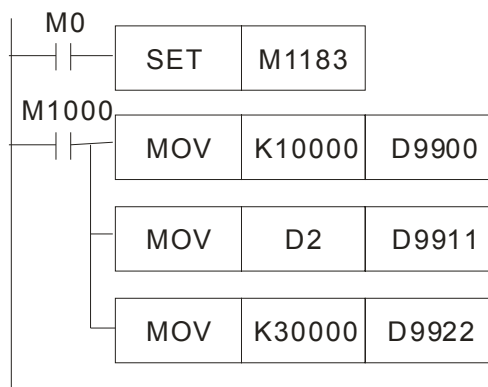 M0
SET M1183
M1000
MOV K10000 D9900
MOV D2 D9911
MOV K30000 D9922